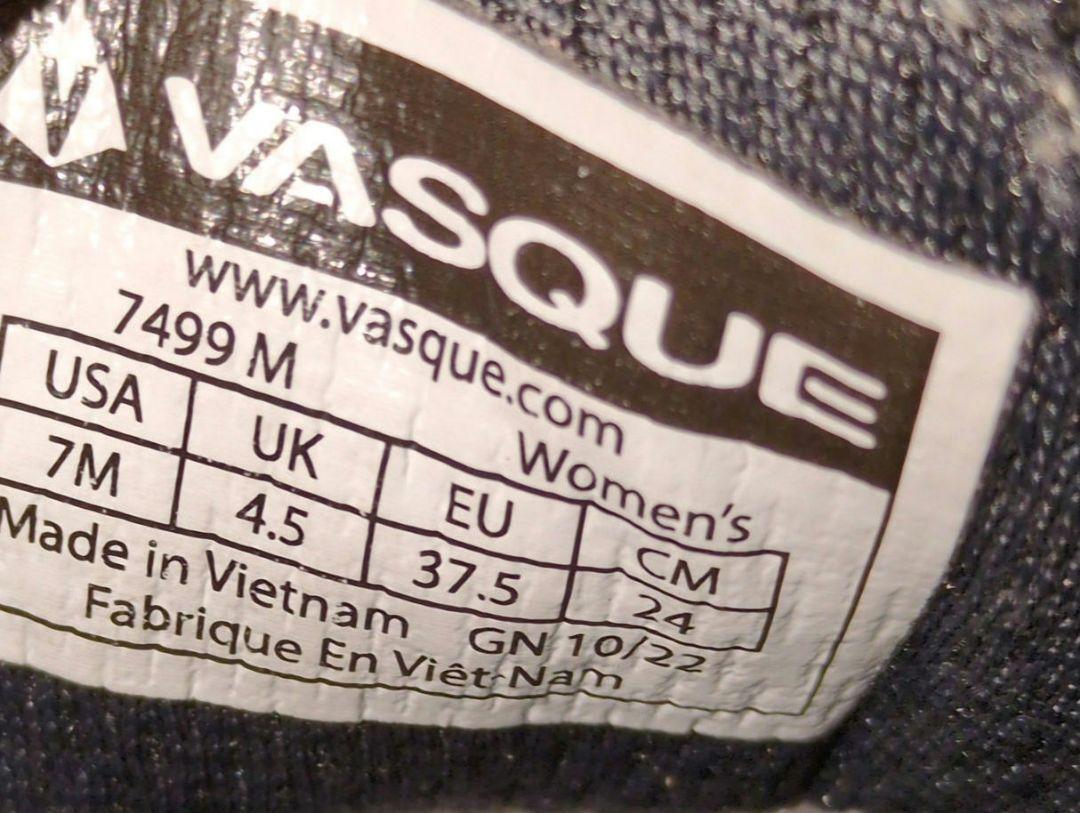 VASQUE
www.vasque.com
7499 M Women's
USA UK EU CM
7M 4.5 37.5 24
Made in Vietnam GN 10/22
Fabrique En Viêt-Nam